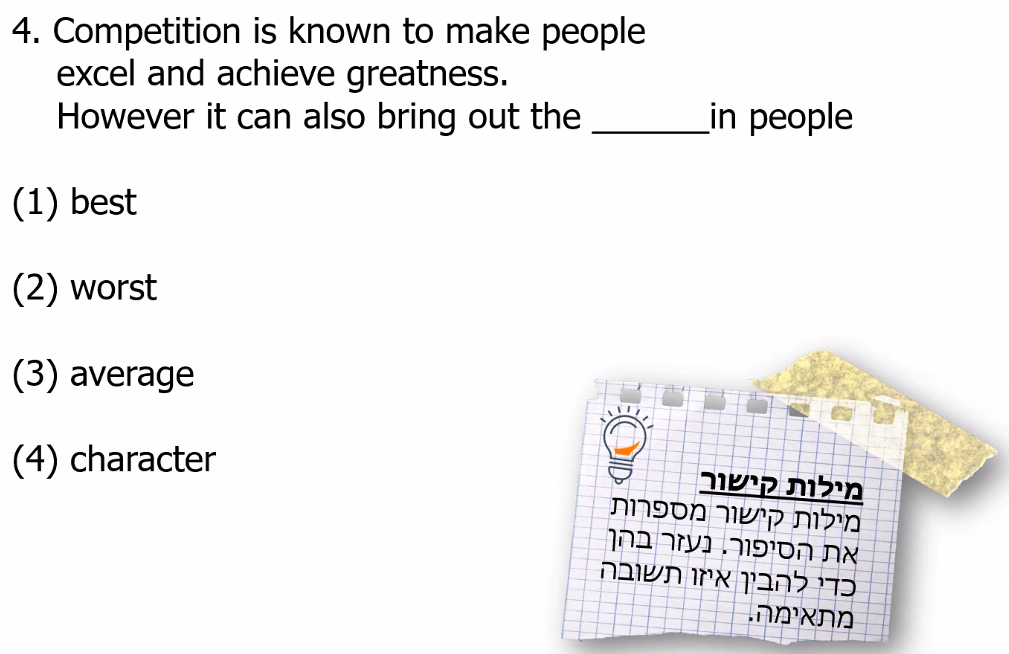 4. Competition is known to make people
excel and achieve greatness.
However it can also bring out the ______in people
(1) best
(2) worst
(3) average
(4) character
מילות קישור
מילות קישור מספרות
את הסיפור. נעזר בהן
כדי להבין איזו תשובה
מתאימה.